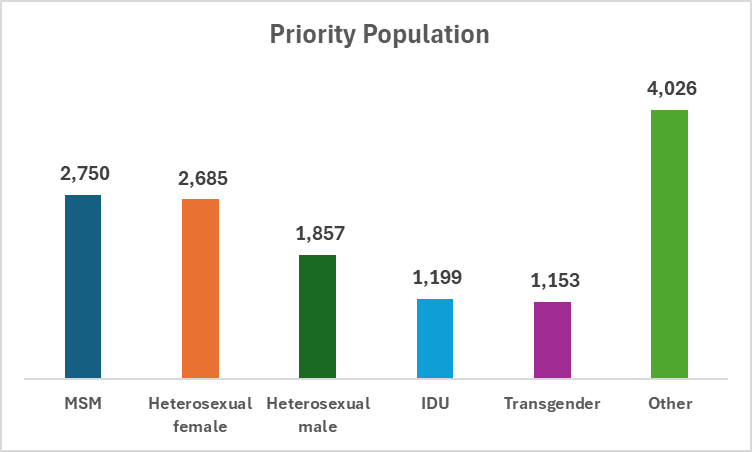 Priority Population
4,026
2,750
2,685
1,857
1,199
1,153
MSM
Heterosexual
female
Heterosexual
male
IDU
Transgender
Other